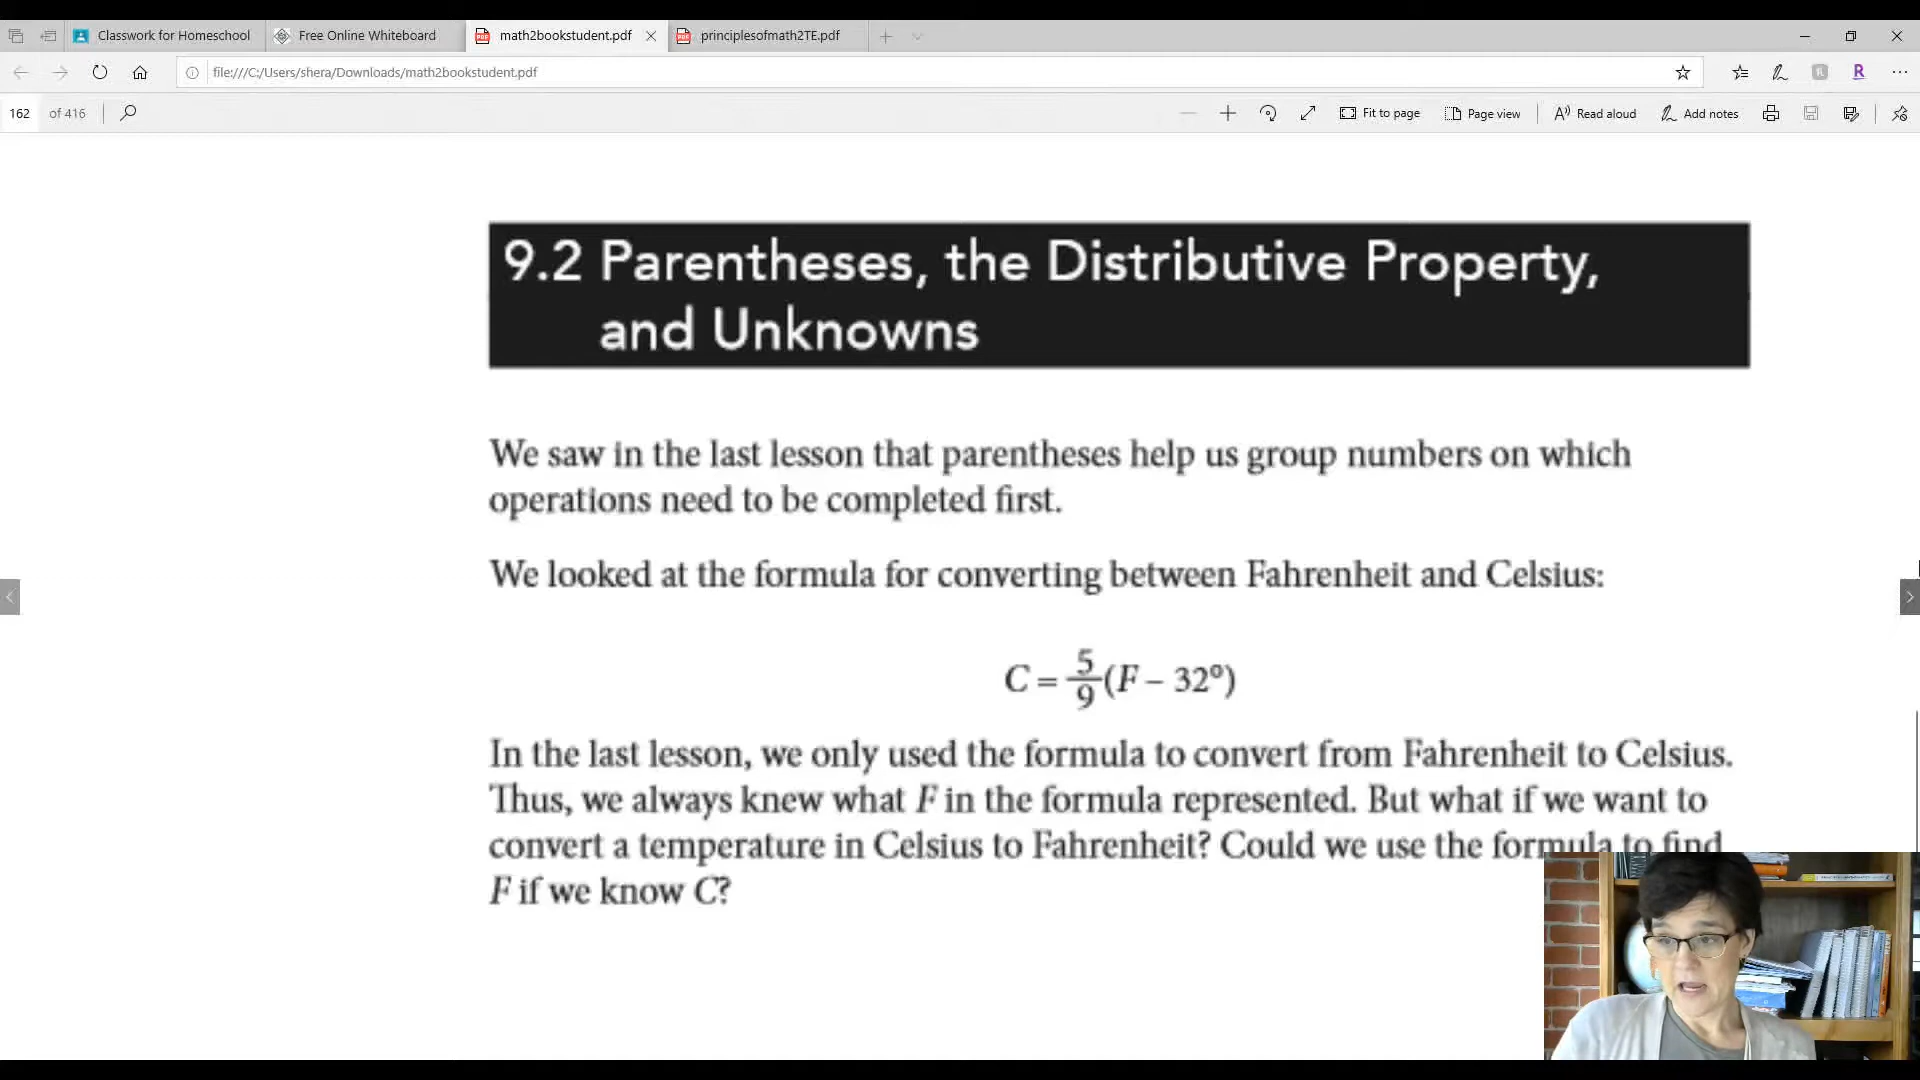 Classwork for Homeschool
Free Online Whiteboard
math2bookstudent.pdf
principlesofmath2TE.pdf
file:///C:/Users/shera/Downloads/math2bookstudent.pdf
R
162 of 416
Fit to page
Page view
Read aloud
Add notes
9.2 Parentheses, the Distributive Property,
and Unknowns
We saw in the last lesson that parentheses help us group numbers on which
operations need to be completed first.
We looked at the formula for converting between Fahrenheit and Celsius:
C = 5/9 (F – 32°)
In the last lesson, we only used the formula to convert from Fahrenheit to Celsius.
Thus, we always knew what F in the formula represented. But what if we want to
convert a temperature in Celsius to Fahrenheit? Could we use the formula to find
F if we know C?